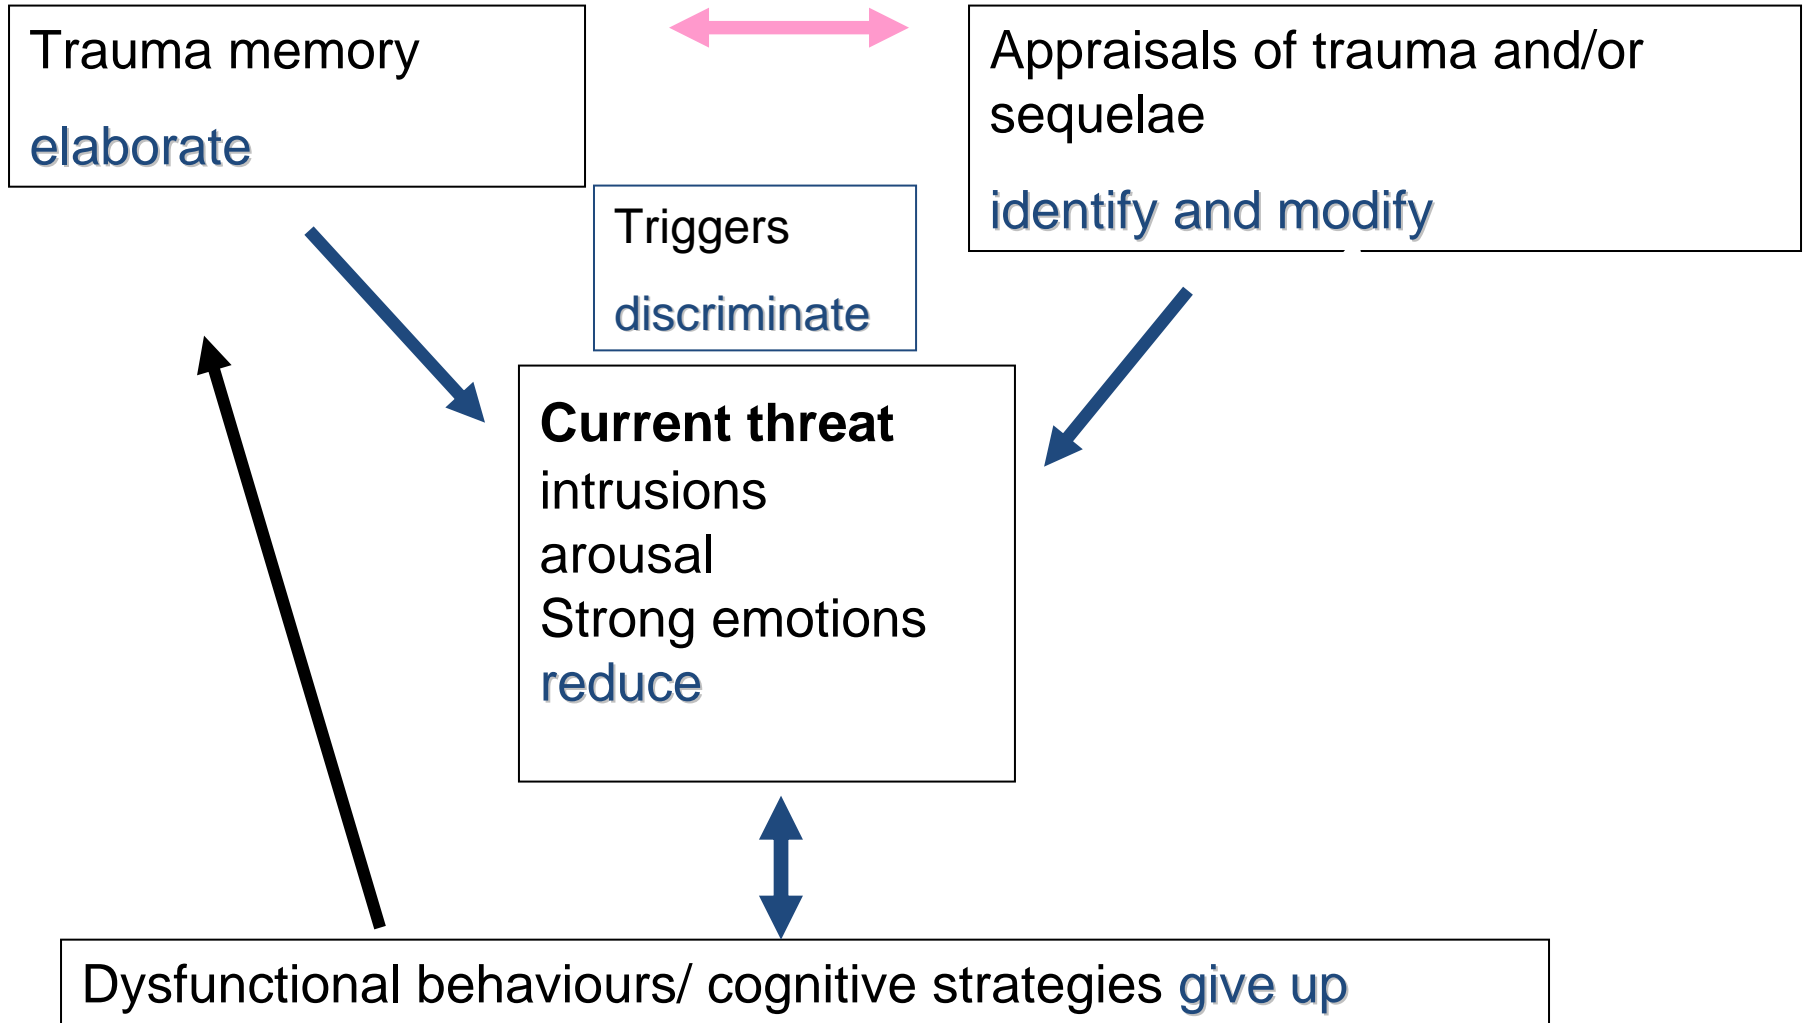 Trauma memory
elaborate
Appraisals of trauma and/or
sequelae
identify and modify
Triggers
discriminate
Current threat
intrusions
arousal
Strong emotions
reduce
Dysfunctional behaviours/ cognitive strategies give up